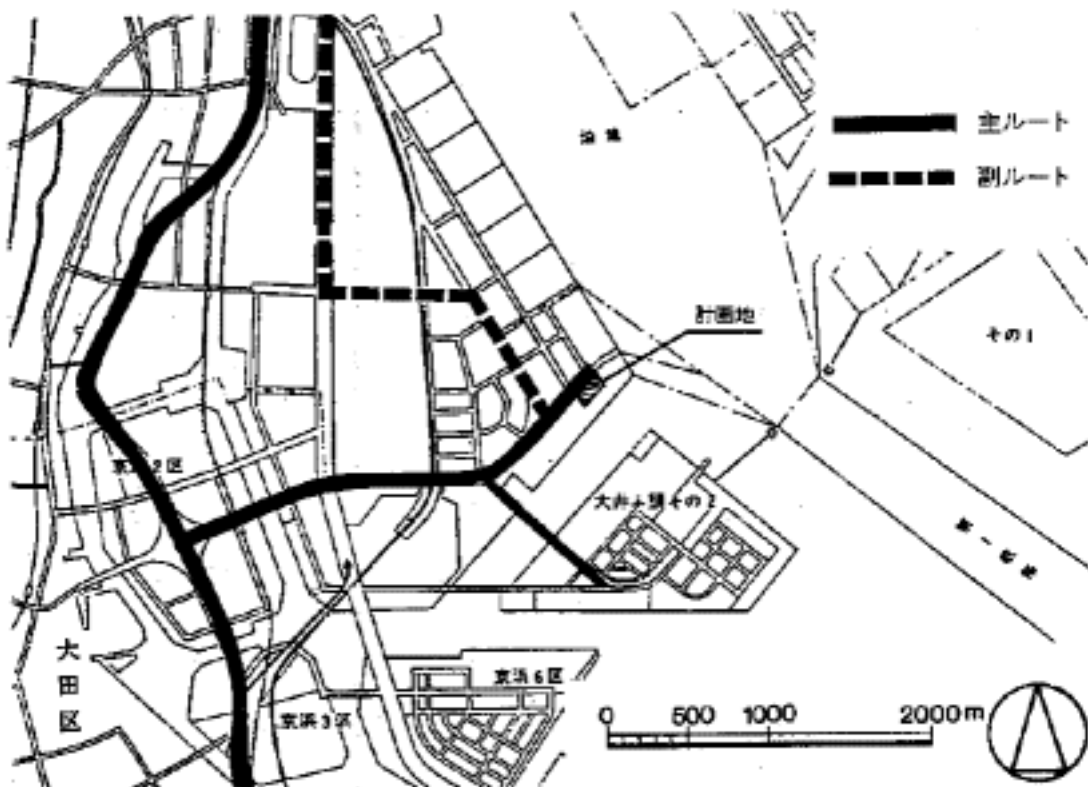 主ルート
副ルート
計画地
その1
大井ふ頭その2
京浜2区
大田区
京浜6区
京浜3区
0 500 1000 2000m